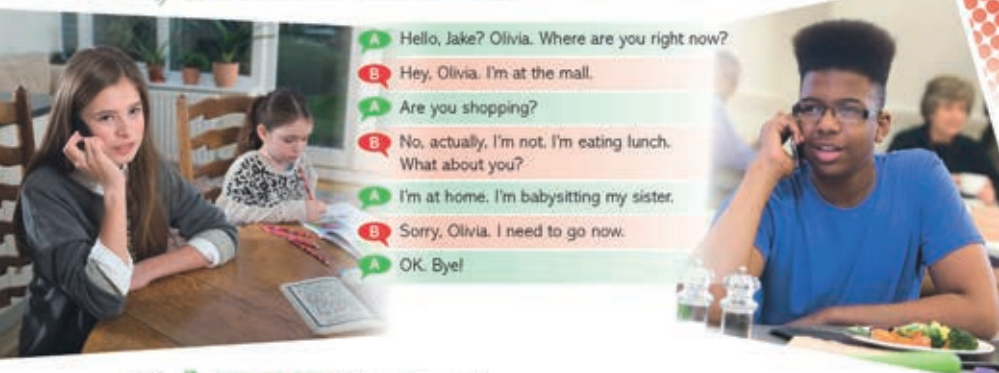 A Hello, Jake? Olivia. Where are you right now?
B Hey, Olivia. I'm at the mall.
A Are you shopping?
B No, actually, I'm not. I'm eating lunch.
What about you?
A I'm at home. I'm babysitting my sister.
B Sorry, Olivia. I need to go now.
A OK. Bye!